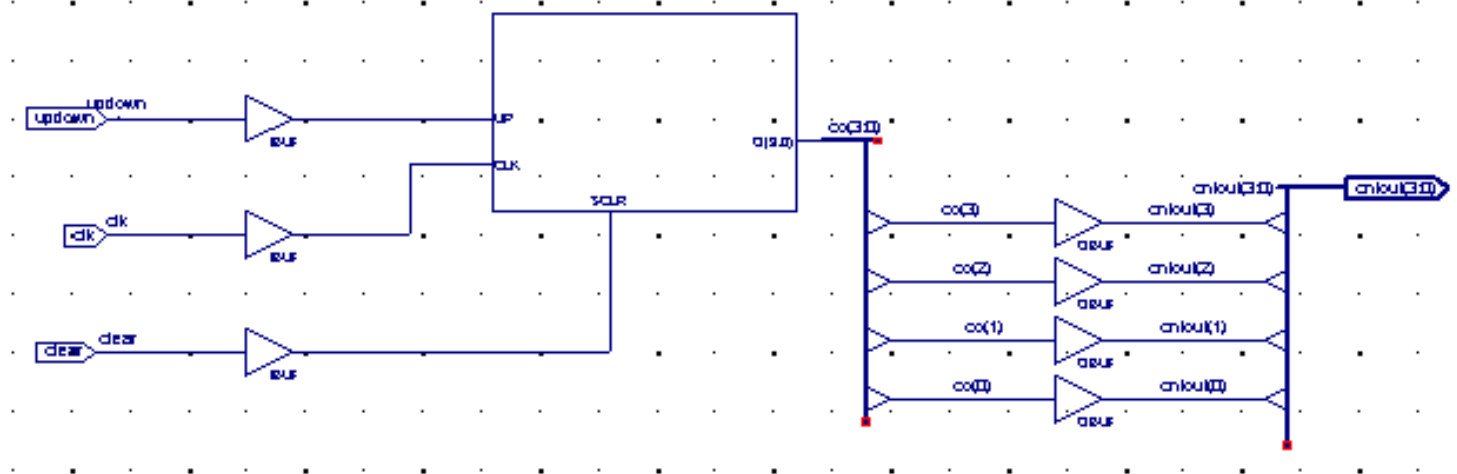 updown
updown
IBUF
UP
CLK
Q(3:0)
SCLR
co(3:0)
clk
clk
IBUF
clear
clear
IBUF
cntout(3:0)
cntout(3:0)
co(3)
OBUF
cntout(3)
co(2)
OBUF
cntout(2)
co(1)
OBUF
cntout(1)
co(0)
OBUF
cntout(0)